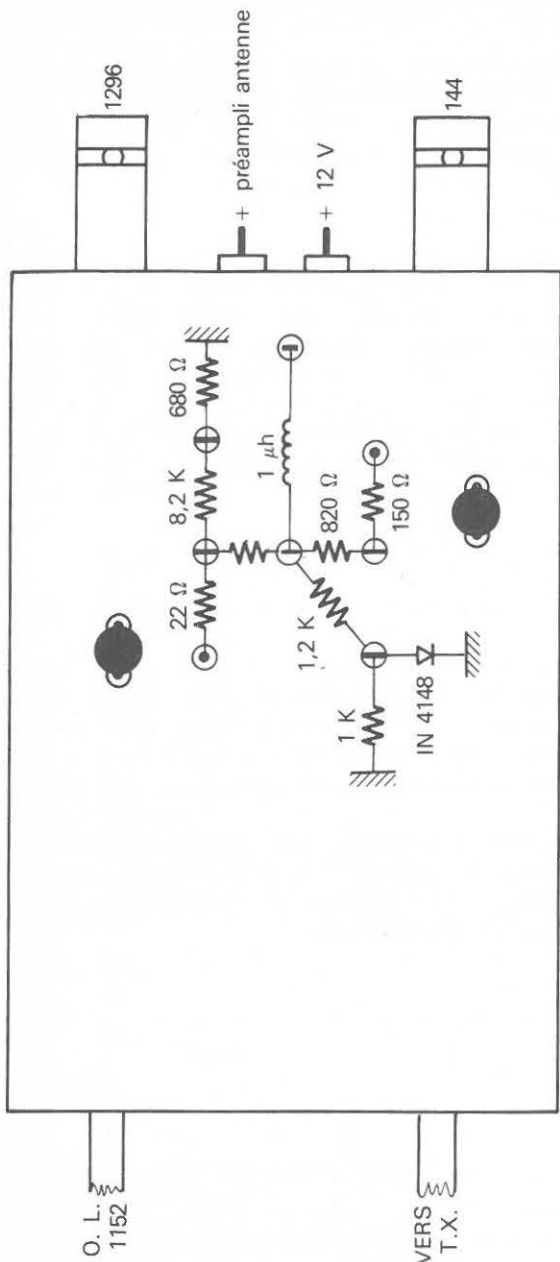 1296
+ préampli antenne
+ 12 V
144
680 Ω
8,2 K
22 Ω
1 μh
820 Ω
150 Ω
1,2 K
1 K
IN 4148
O. L.
1152
VERS
T.X.